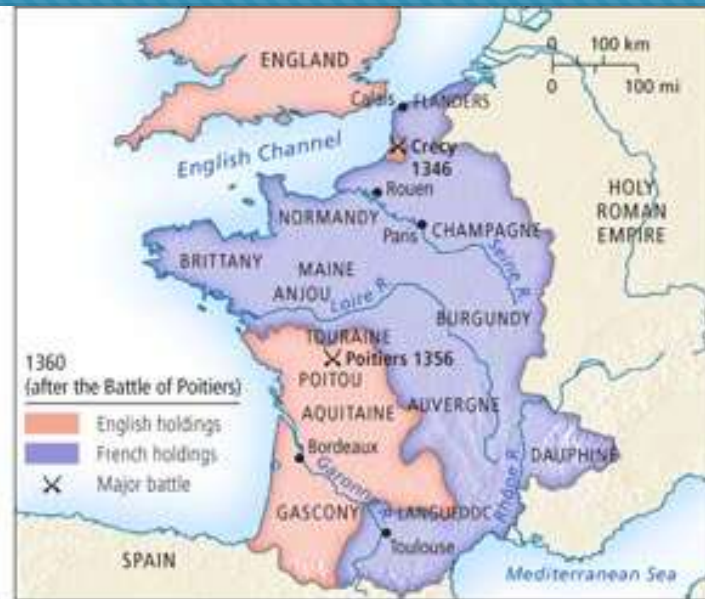 ENGLAND
0 100 km
0 100 mi
Calais
FLANDERS
English Channel
Crécy
1346
Rouen
NORMANDY
HOLY
ROMAN
EMPIRE
Paris
CHAMPAGNE
Seine R.
BRITTANY
MAINE
ANJOU
Loire R.
BURGUNDY
TOURAINE
Poitiers 1356
POITOU
1360
(after the Battle of Poitiers)
English holdings
French holdings
Major battle
AQUITAINE
AUVERGNE
Bordeaux
Garonne
DAUPHINE
Rhône R.
GASCONY
LANGUEDOC
Toulouse
SPAIN
Mediterranean Sea